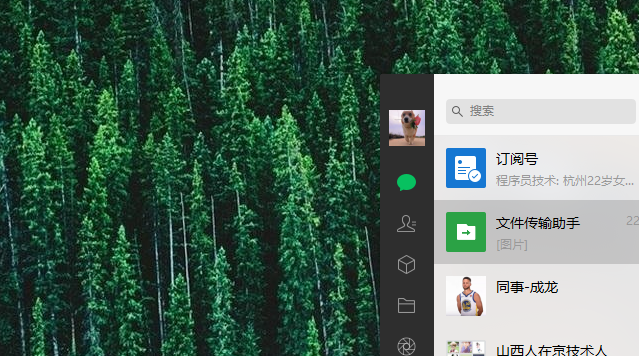 搜索
订阅号
程序员技术: 杭州22岁女...
文件传输助手
22
[图片]
同事-成龙
山西人在京技术人